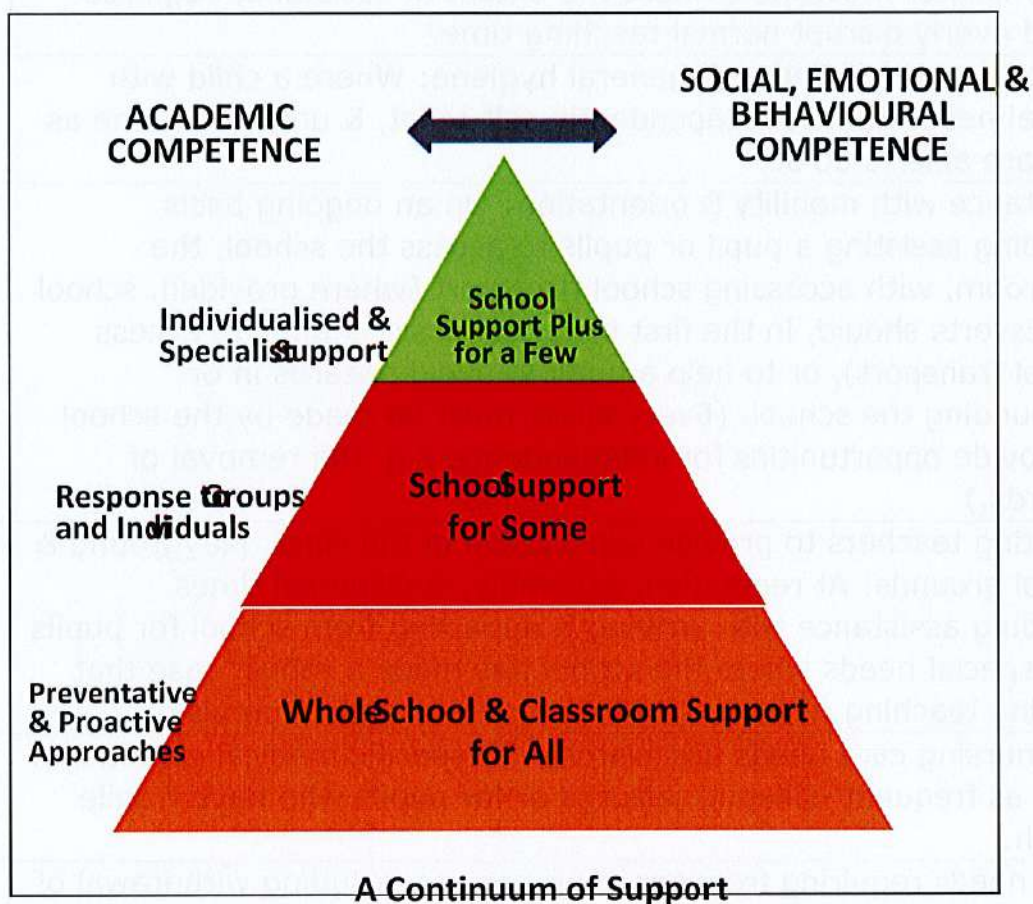 ACADEMIC
COMPETENCE
SOCIAL, EMOTIONAL &
BEHAVIOURAL
COMPETENCE
Individualised &
Specialist Support
School
Support Plus
for a Few
Response to Groups
and Individuals
School Support
for Some
Preventative
& Proactive
Approaches
Whole School & Classroom Support
for All
A Continuum of Support